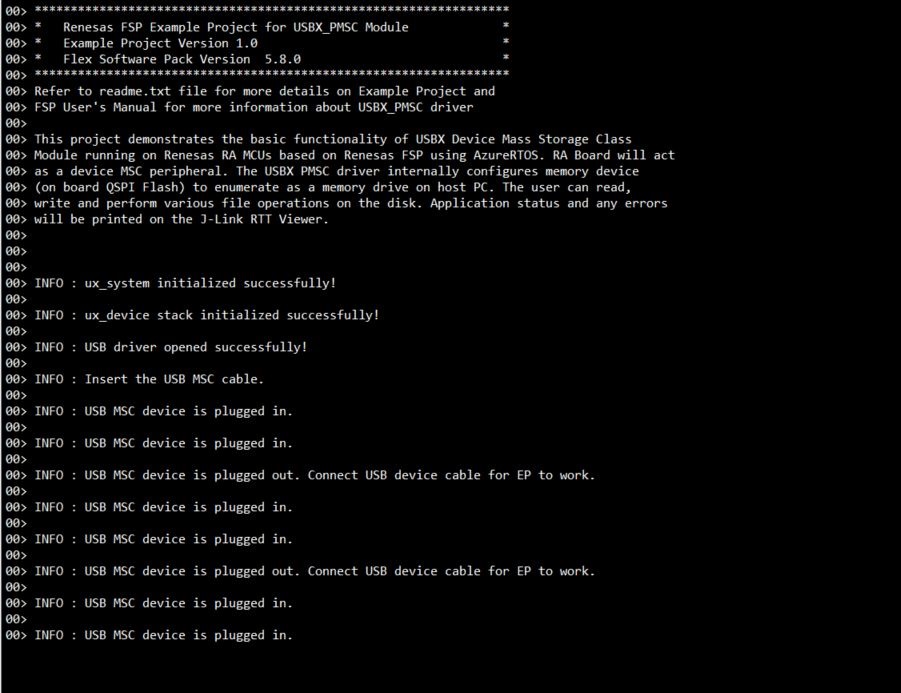 00> ******************************************************************
00> *   Renesas FSP Example Project for USBX_PMSC Module             *
00> *   Example Project Version 1.0                                  *
00> *   Flex Software Pack Version  5.8.0                            *
00> ******************************************************************
00> Refer to readme.txt file for more details on Example Project and
00> FSP User's Manual for more information about USBX_PMSC driver
00>
00> This project demonstrates the basic functionality of USBX Device Mass Storage Class
00> Module running on Renesas RA MCUs based on Renesas FSP using AzureRTOS. RA Board will act
00> as a device MSC peripheral. The USBX PMSC driver internally configures memory device
00> (on board QSPI Flash) to enumerate as a memory drive on host PC. The user can read,
00> write and perform various file operations on the disk. Application status and any errors
00> will be printed on the J-Link RTT Viewer.
00>
00>
00>
00> INFO : ux_system initialized successfully!
00>
00> INFO : ux_device stack initialized successfully!
00>
00> INFO : USB driver opened successfully!
00>
00> INFO : Insert the USB MSC cable.
00>
00> INFO : USB MSC device is plugged in.
00>
00> INFO : USB MSC device is plugged in.
00>
00> INFO : USB MSC device is plugged out. Connect USB device cable for EP to work.
00>
00> INFO : USB MSC device is plugged in.
00>
00> INFO : USB MSC device is plugged in.
00>
00> INFO : USB MSC device is plugged out. Connect USB device cable for EP to work.
00>
00> INFO : USB MSC device is plugged in.
00>
00> INFO : USB MSC device is plugged in.